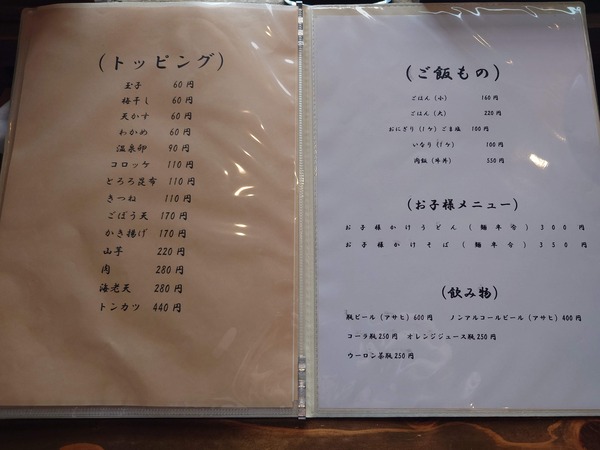 (トッピング)
玉子 60円
梅干し 60円
天かす 60円
わかめ 60円
温泉卵 90円
コロッケ 110円
とろろ昆布 110円
きつね 110円
ごぼう天 170円
かき揚げ 170円
山芋 220円
肉 280円
海老天 280円
トンカツ 440円
(ご飯もの)
ごはん(小) 160円
ごはん(大) 220円
おにぎり(1ケ)ごま塩 100円
いなり(1ケ) 100円
肉飯(牛丼) 550円
(お子様メニュー)
お子様かけうどん(麺半分) 300円
お子様かけそば(麺半分) 350円
(飲み物)
瓶ビール(アサヒ)600円 ノンアルコールビール(アサヒ)400円
コーラ瓶250円 オレンジジュース瓶250円
ウーロン茶瓶250円